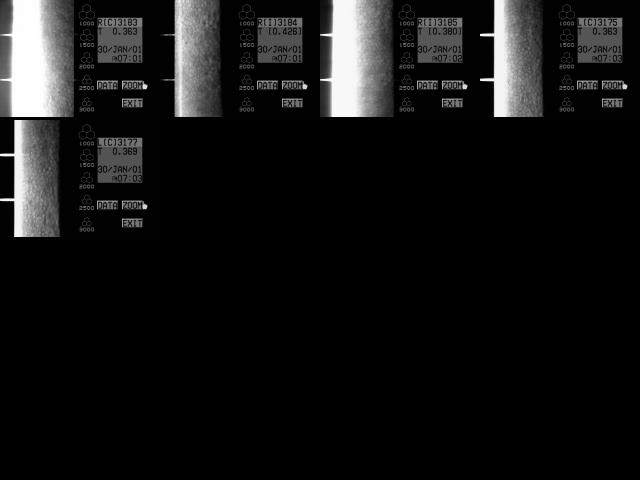 1000
R[C]3183
T 0.363
1500
30/JAN/01
PM07:01
2000
2500
DATA ZOOM
EXIT
3000
1000
R[I]3184
T [0.426]
1500
30/JAN/01
PM07:01
2000
2500
DATA ZOOM
EXIT
3000
1000
R[I]3185
T [0.380]
1500
30/JAN/01
PM07:02
2000
2500
DATA ZOOM
EXIT
3000
1000
L[C]3175
T 0.363
1500
30/JAN/01
PM07:03
2000
2500
DATA ZOOM
EXIT
3000
1000
L[C]3177
T 0.369
1500
30/JAN/01
PM07:03
2000
2500
DATA ZOOM
EXIT
3000